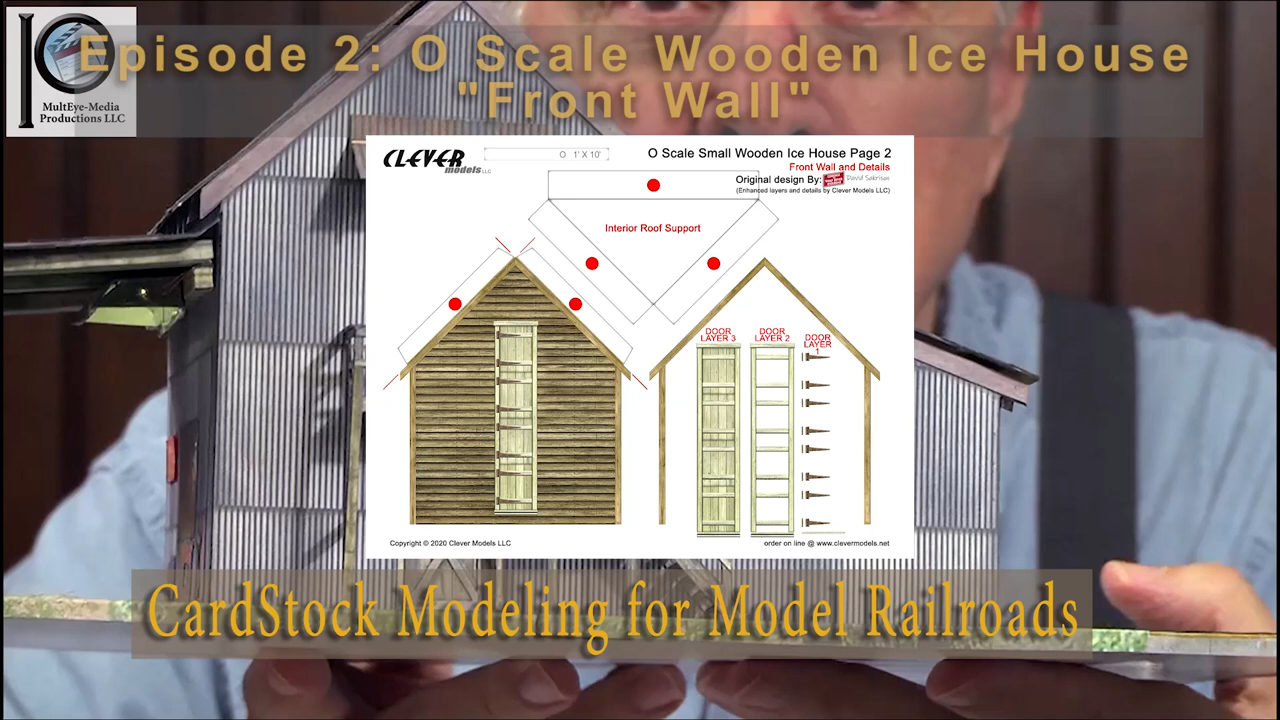 Episode 2: O Scale Wooden Ice House
"Front Wall"
MultEye-Media
Productions LLC
CLEVER
models LLC
O 1' X 10'
O Scale Small Wooden Ice House Page 2
Front Wall and Details
Original design By:
David Sakrison
(Enhanced layers and details by Clever Models LLC)
Interior Roof Support
DOOR
LAYER 3
DOOR
LAYER 2
DOOR
LAYER
1
Copyright © 2020 Clever Models LLC
order on line @ www.clevermodels.net
CardStock Modeling for Model Railroads